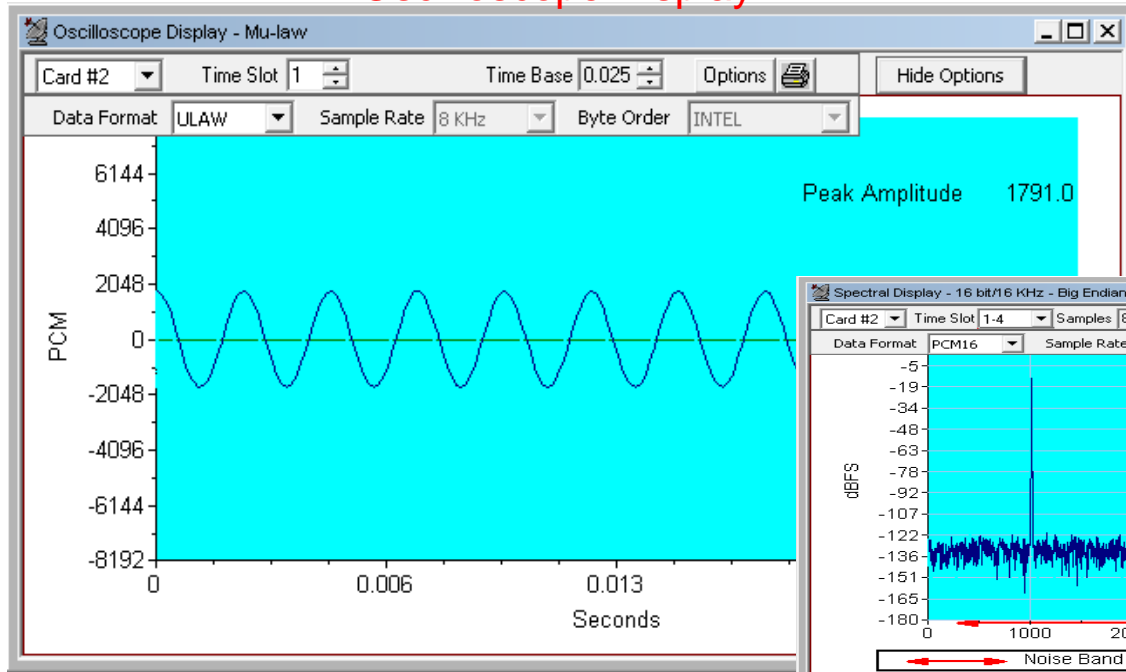 Oscilloscope Display - Mu-law
Card #2 Time Slot 1 Time Base 0.025 Options Hide Options
Data Format ULAW Sample Rate 8 KHz Byte Order INTEL
Peak Amplitude 1791.0
6144
4096
2048
0
-2048
-4096
-6144
-8192
PCM
0 0.006 0.013
Seconds
Spectral Display - 16 bit/16 KHz - Big Endian
Card #2 Time Slot 1-4 Samples
Data Format PCM16 Sample Rate
-5
-19
-34
-48
-63
-78
-92
-107
-122
-136
-151
-165
-180
dBFS
0 1000
Noise Band